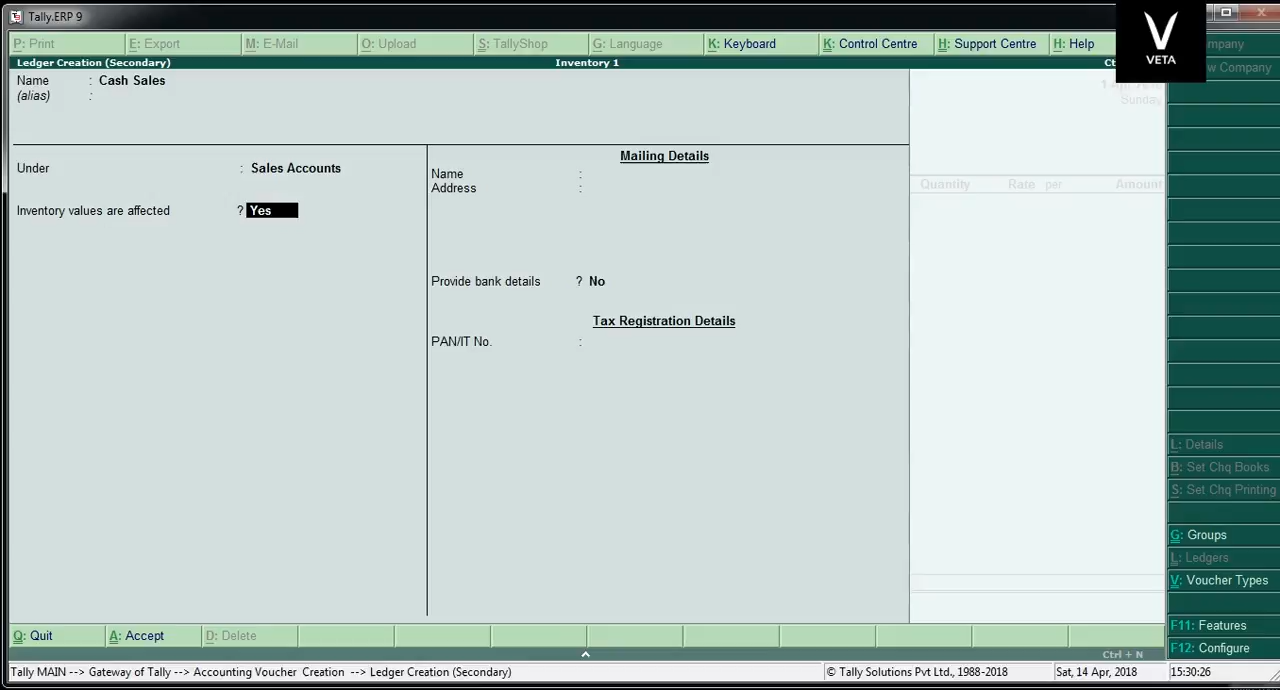 Tally.ERP 9
P: Print E: Export M: E-Mail O: Upload S: TallyShop G: Language K: Keyboard K: Control Centre H: Support Centre H: Help
VETA
Ledger Creation (Secondary) Inventory 1
w Company
Name : Cash Sales
(alias) :
Sunday
Under : Sales Accounts
Mailing Details
Name :
Address :
Quantity Rate per Amount
Inventory values are affected ? Yes
Provide bank details ? No
Tax Registration Details
PAN/IT No. :
L: Details
B: Set Chq Books
S: Set Chq Printing
G: Groups
L: Ledgers
V: Voucher Types
F11: Features
F12: Configure
Q: Quit A: Accept D: Delete
Ctrl + N
Tally MAIN --> Gateway of Tally --> Accounting Voucher Creation --> Ledger Creation (Secondary) © Tally Solutions Pvt Ltd., 1988-2018 Sat, 14 Apr, 2018 15:30:26